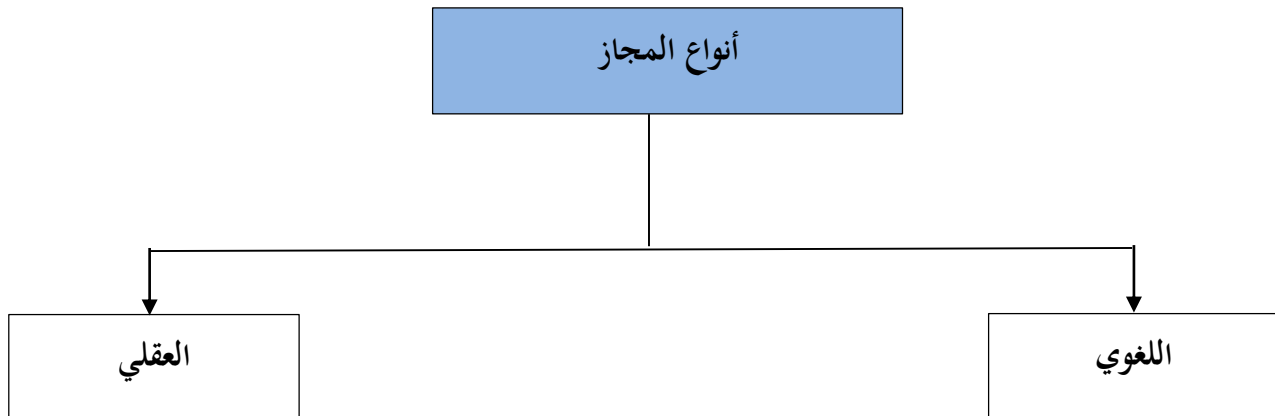 أنواع المجاز
اللغوي
العقلي